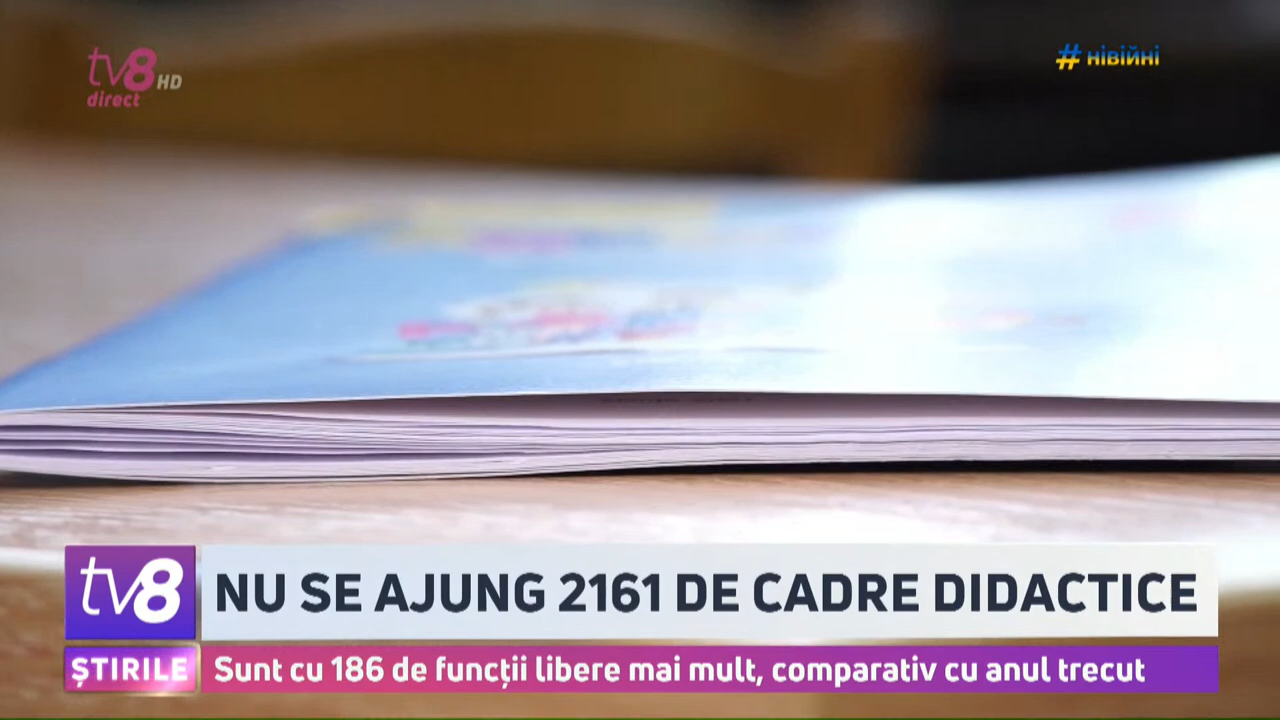 tv8 HD
direct
#нівійні
tv8
NU SE AJUNG 2161 DE CADRE DIDACTICE
ȘTIRILE
Sunt cu 186 de funcții libere mai mult, comparativ cu anul trecut